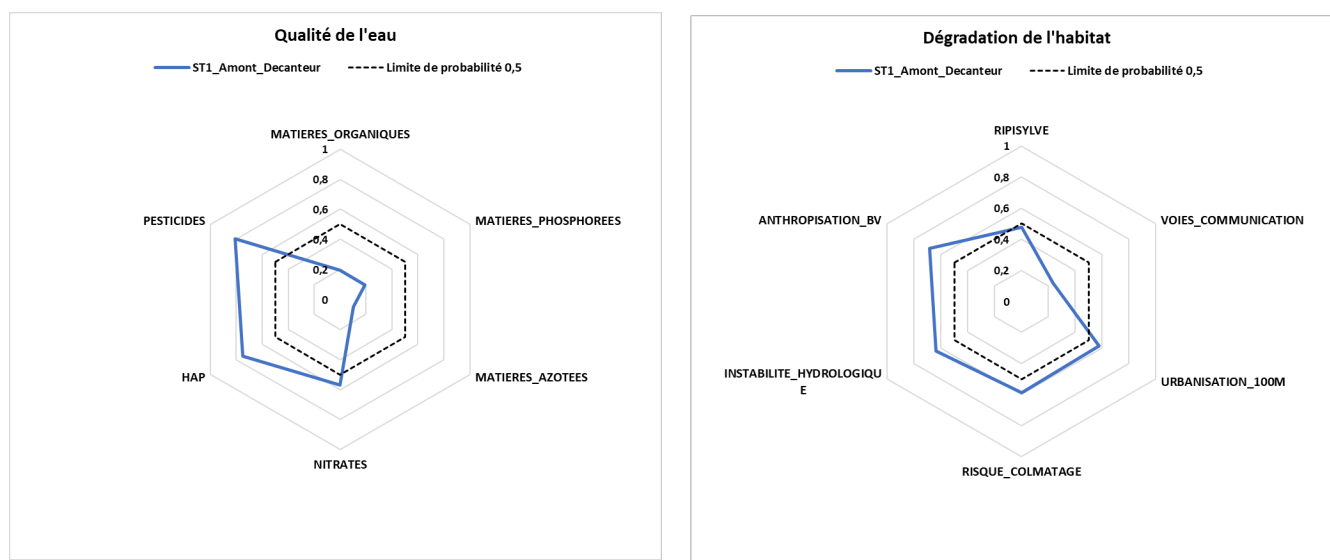 Qualité de l'eau
ST1_Amont_Decanteur
Limite de probabilité 0,5
MATIERES_ORGANIQUES
1
0,8
0,6
0,4
0,2
0
PESTICIDES
MATIERES_PHOSPHOREES
HAP
MATIERES_AZOTEES
NITRATES
Dégradation de l'habitat
ST1_Amont_Decanteur
Limite de probabilité 0,5
RIPISYLVE
1
0,8
0,6
0,4
0,2
0
ANTHROPISATION_BV
VOIES_COMMUNICATION
INSTABILITE_HYDROLOGIQU
E
URBANISATION_100M
RISQUE_COLMATAGE